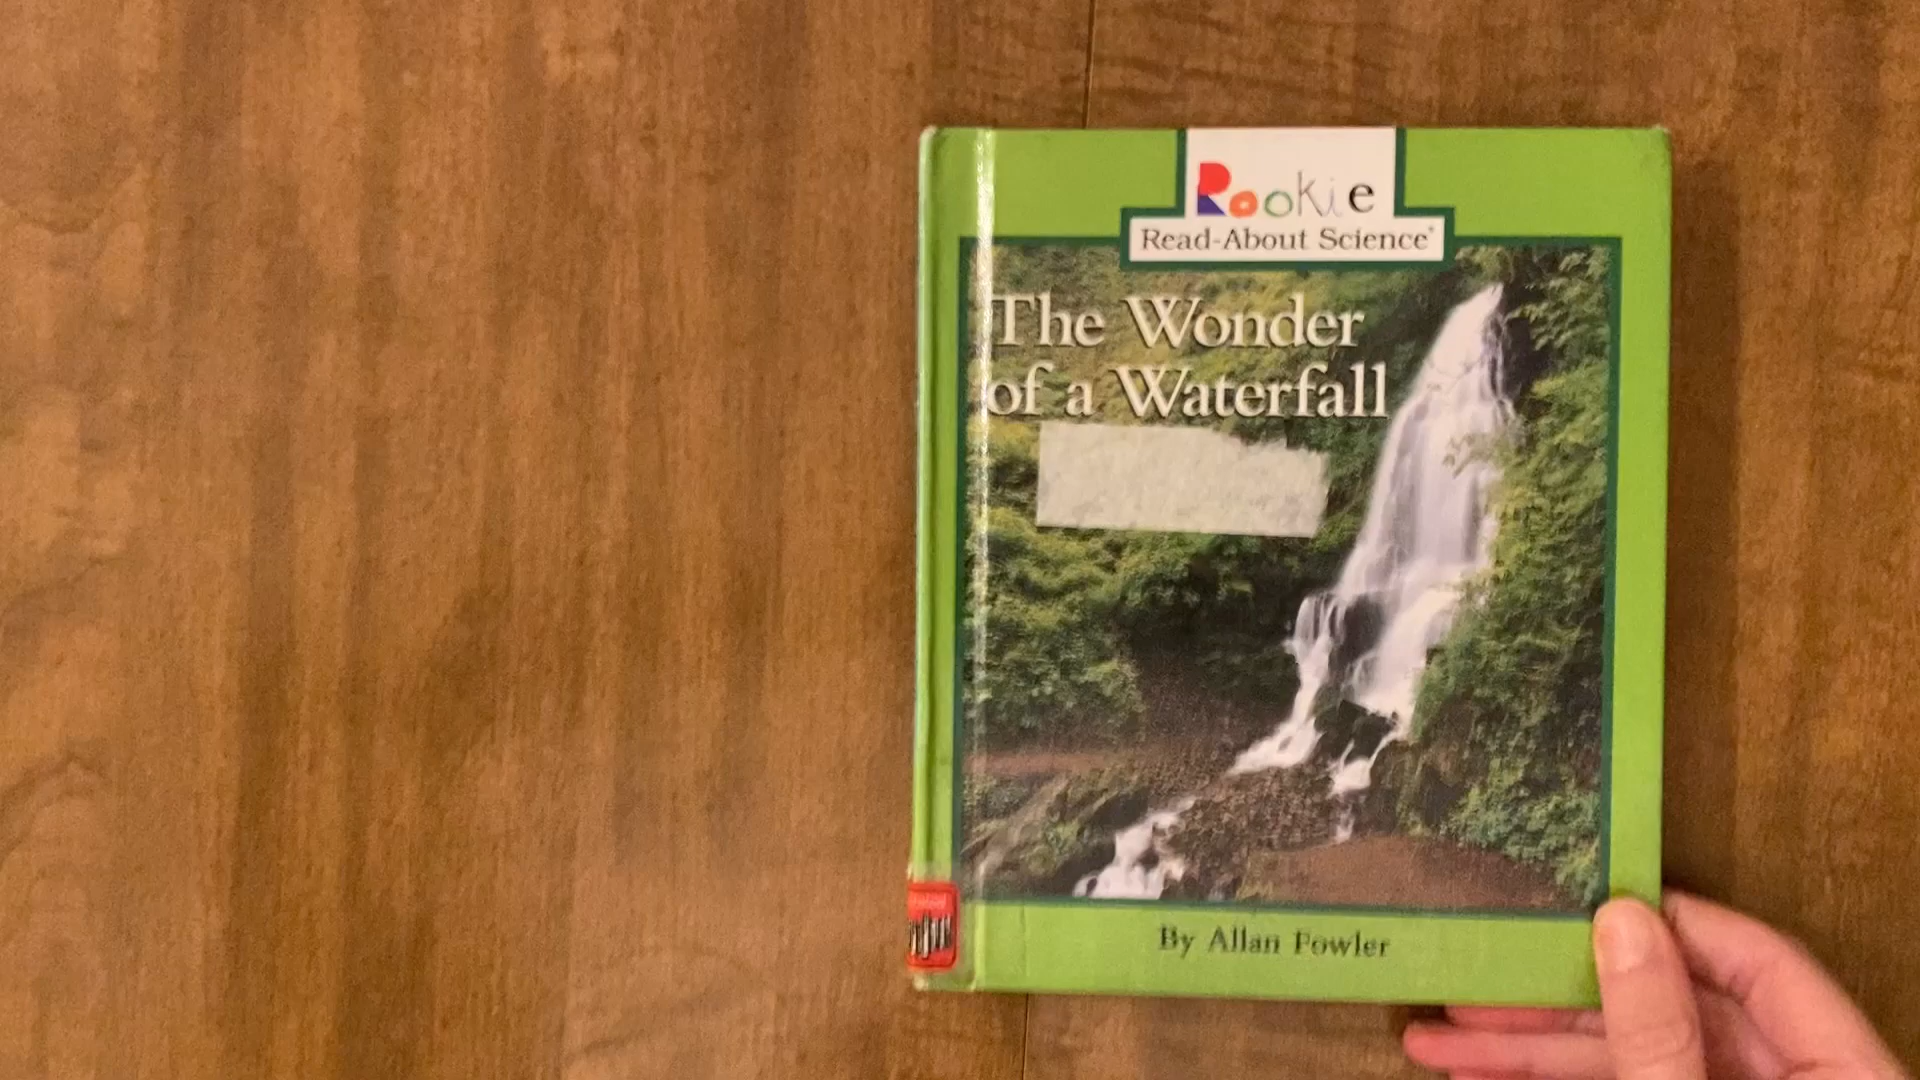 Rookie
Read-About Science®
The Wonder
of a Waterfall
By Allan Fowler